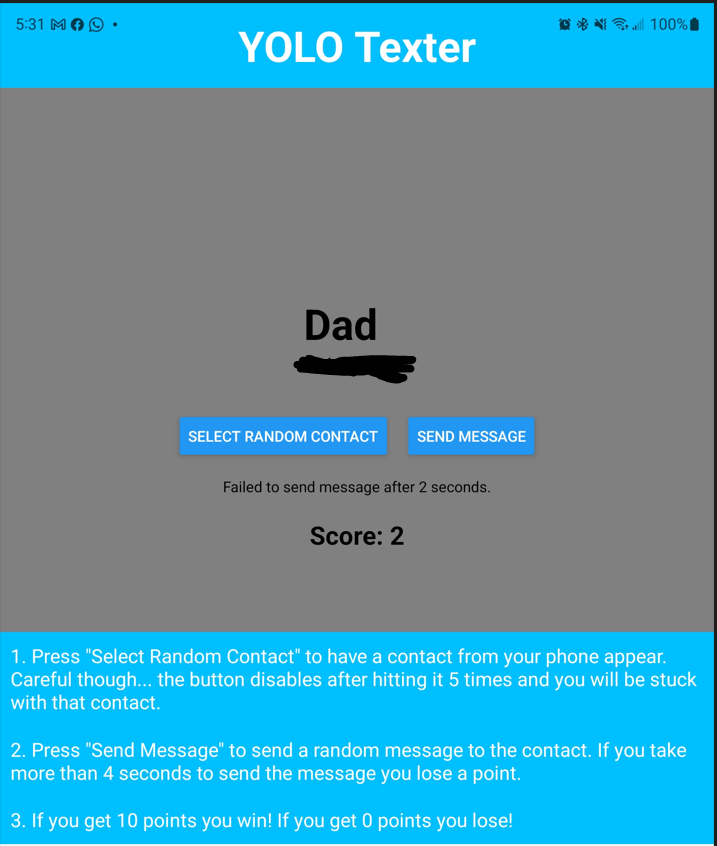 5:31
100%
YOLO Texter
Dad
SELECT RANDOM CONTACT
SEND MESSAGE
Failed to send message after 2 seconds.
Score: 2
1. Press "Select Random Contact" to have a contact from your phone appear.
Careful though... the button disables after hitting it 5 times and you will be stuck
with that contact.
2. Press "Send Message" to send a random message to the contact. If you take
more than 4 seconds to send the message you lose a point.
3. If you get 10 points you win! If you get 0 points you lose!